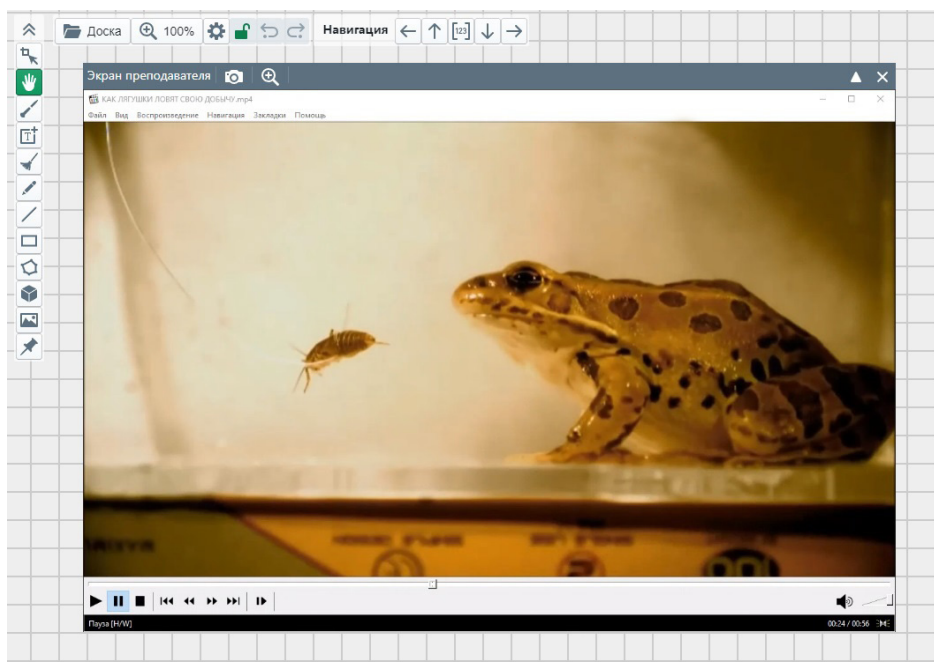 Доска 100% Навигация 123
Экран преподавателя
КАК ЛЯГУШКИ ЛОВЯТ СВОЮ ДОБЫЧУ.mp4
Файл Вид Воспроизведение Навигация Закладки Помощь
Пауза [H/W] 00:24 / 00:56